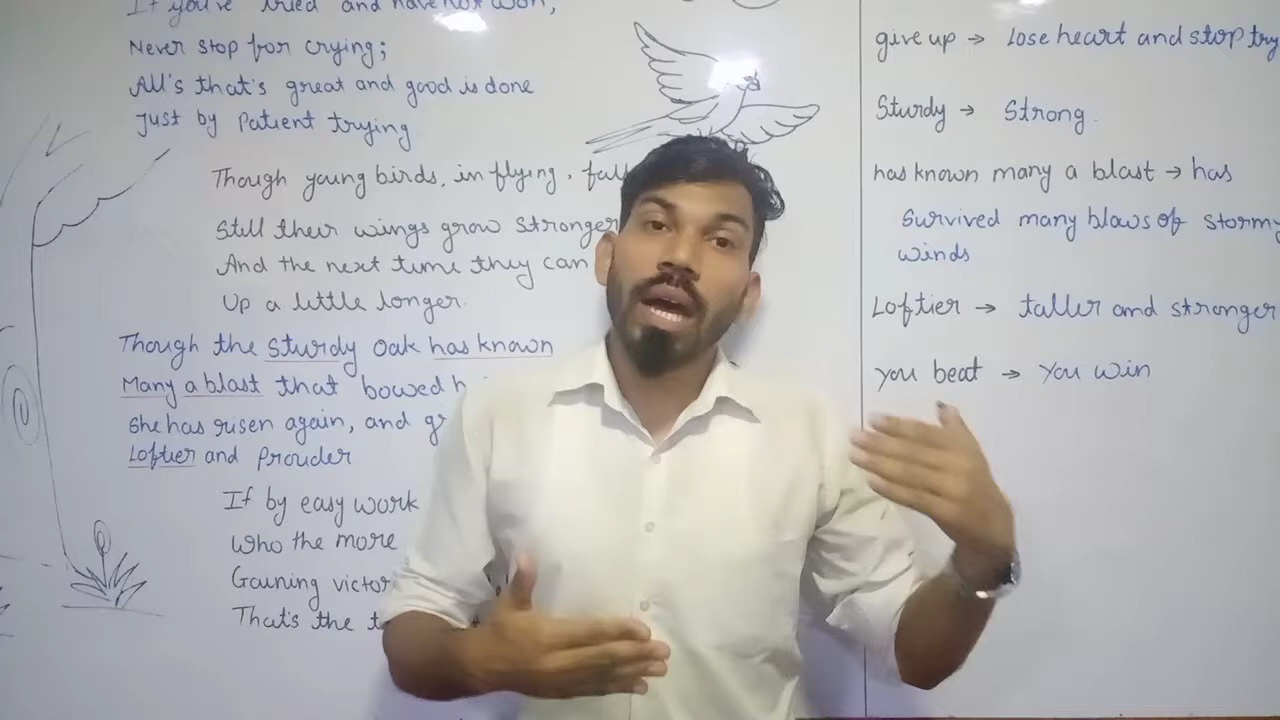 If you've tried and have not won,
Never stop for crying;
All's that's great and good is done
Just by Patient trying
Though young birds, in flying, fall
Still their wings grow stronger
And the next time they can
Up a little longer.
Though the sturdy oak has known
Many a blast that bowed h
She has risen again, and gr
Loftier and Prouder
If by easy work
Who the more
Gaining victor
That's the t
give up → Lose heart and stop try
Sturdy → Strong.
has known many a blast → has
Survived many blows of stormy
winds
Loftier → taller and stronger
you beat → You win